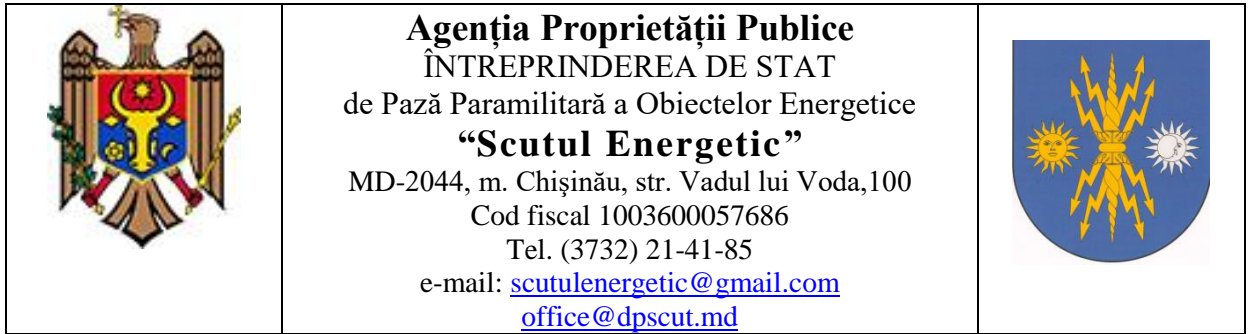 Agenția Proprietății Publice
ÎNTREPRINDEREA DE STAT
de Pază Paramilitară a Obiectelor Energetice
“Scutul Energetic”
MD-2044, m. Chişinău, str. Vadul lui Voda,100
Cod fiscal 1003600057686
Tel. (3732) 21-41-85
e-mail: scutulenergetic@gmail.com
office@dpscut.md